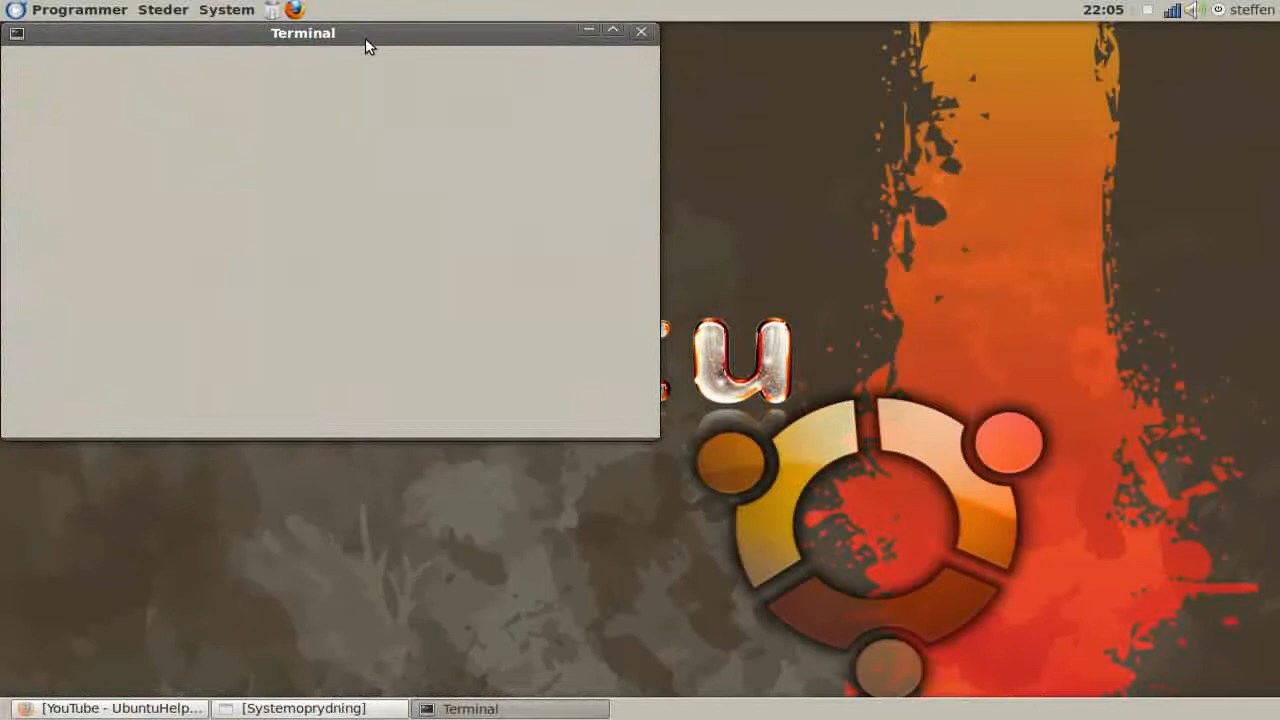 Programmer Steder System
22:05 steffen
Terminal
u
[YouTube - UbuntuHelp... [Systemoprydning] Terminal